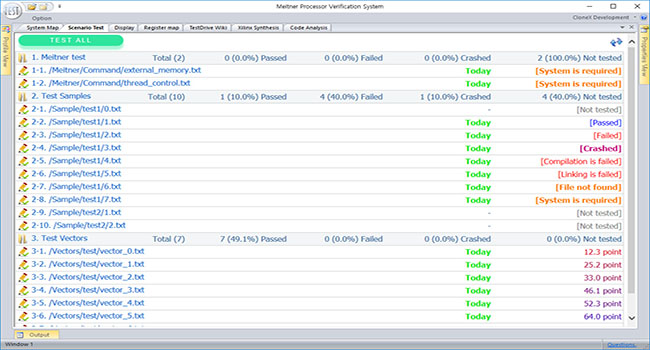 TEST
Meitner Processor Verification System
Option
ClonelI Development
System Map Scenario Test Display Register map TestDrive Wiki Xilinx Synthesis Code Analysis
Profile View
Properties View
TEST ALL
1. Meitner test Total (2) 0 (0.0%) Passed 0 (0.0%) Failed 0 (0.0%) Crashed 2 (100.0%) Not tested
1-1. /Meitner/Command/external_memory.txt Today [System is required]
1-2. /Meitner/Command/thread_control.txt Today [System is required]
2. Test Samples Total (10) 1 (10.0%) Passed 4 (40.0%) Failed 1 (10.0%) Crashed 4 (40.0%) Not tested
2-1. /Sample/test1/0.txt - [Not tested]
2-2. /Sample/test1/1.txt Today [Passed]
2-3. /Sample/test1/2.txt Today [Failed]
2-4. /Sample/test1/3.txt Today [Crashed]
2-5. /Sample/test1/4.txt Today [Compilation is failed]
2-6. /Sample/test1/5.txt Today [Linking is failed]
2-7. /Sample/test1/6.txt Today [File not found]
2-8. /Sample/test1/7.txt Today [System is required]
2-9. /Sample/test2/1.txt - [Not tested]
2-10. /Sample/test2/2.txt - [Not tested]
3. Test Vectors Total (7) 7 (49.1%) Passed 0 (0.0%) Failed 0 (0.0%) Crashed 0 (0.0%) Not tested
3-1. /Vectors/test/vector_0.txt Today 12.3 point
3-2. /Vectors/test/vector_1.txt Today 25.2 point
3-3. /Vectors/test/vector_2.txt Today 33.0 point
3-4. /Vectors/test/vector_3.txt Today 46.1 point
3-5. /Vectors/test/vector_4.txt Today 52.3 point
3-6. /Vectors/test/vector_5.txt Today 64.0 point
Output
Window 1
Questions..